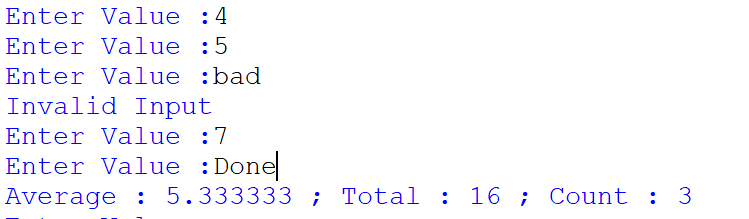 Enter Value :4
Enter Value :5
Enter Value :bad
Invalid Input
Enter Value :7
Enter Value :Done
Average : 5.333333 ; Total : 16 ; Count : 3